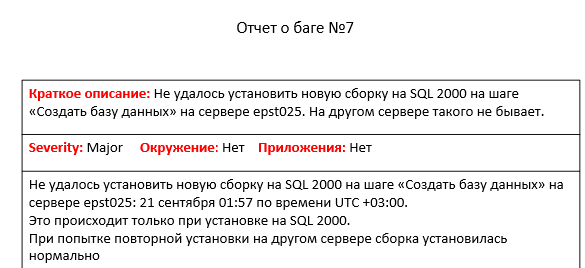 Отчет о баге №7
Краткое описание: Не удалось установить новую сборку на SQL 2000 на шаге
«Создать базу данных» на сервере epst025. На другом сервере такого не бывает.
Severity: Major Окружение: Нет Приложения: Нет
Не удалось установить новую сборку на SQL 2000 на шаге «Создать базу данных» на
сервере epst025: 21 сентября 01:57 по времени UTC +03:00.
Это происходит только при установке на SQL 2000.
При попытке повторной установки на другом сервере сборка установилась
нормально